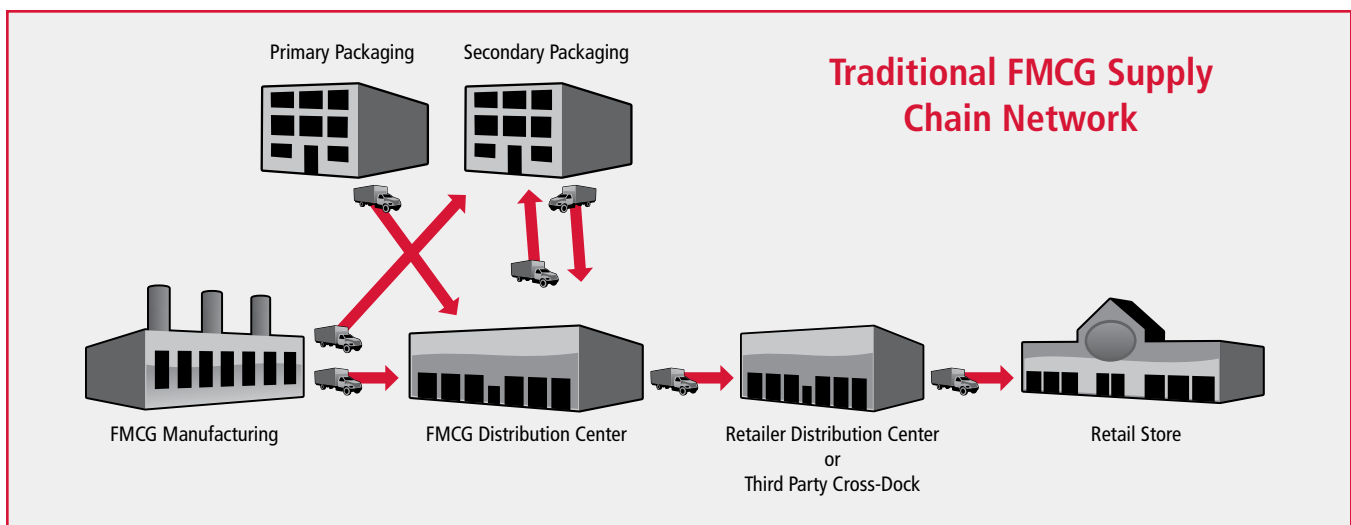 Primary Packaging
Secondary Packaging
Traditional FMCG Supply
Chain Network
FMCG Manufacturing
FMCG Distribution Center
Retailer Distribution Center
or
Third Party Cross-Dock
Retail Store